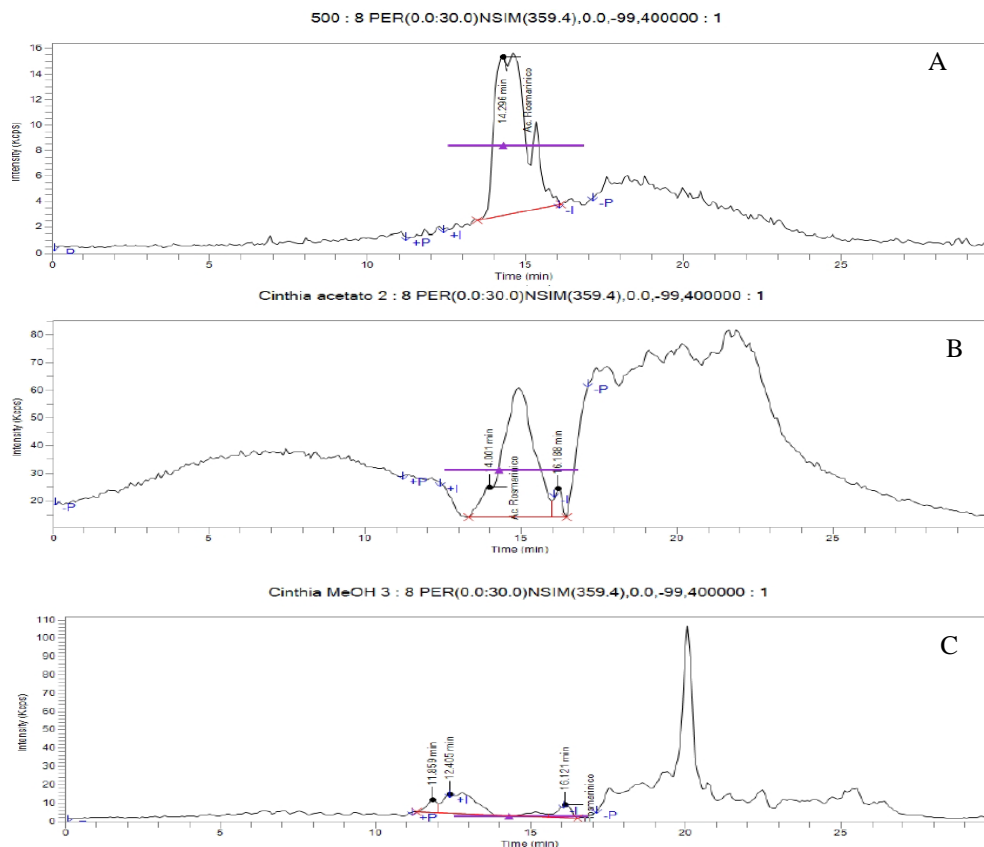 500 : 8 PER(0.0:30.0)NSIM(359.4),0.0,-99,400000 : 1
A
16
14
12
10
8
6
4
2
0
Intensity (Kcps)
14.296 min
Ac. Rosmarinico
-P
+P
+I
-I
-P
0 5 10 15 20 25
Time (min)
Cinthia acetato 2 : 8 PER(0.0:30.0)NSIM(359.4),0.0,-99,400000 : 1
B
80
70
60
50
40
30
20
Intensity (Kcps)
4.001 min
Ac. Rosmarinico
16.188 min
-P
+P
+I
-I
-P
0 5 10 15 20 25
Time (min)
Cinthia MeOH 3 : 8 PER(0.0:30.0)NSIM(359.4),0.0,-99,400000 : 1
C
110
100
90
80
70
60
50
40
30
20
10
0
Intensity (Kcps)
11.859 min
12.405 min
16.121 min
osmarinico
-P
+P
+I
-I
-P
0 5 10 15 20 25
Time (min)